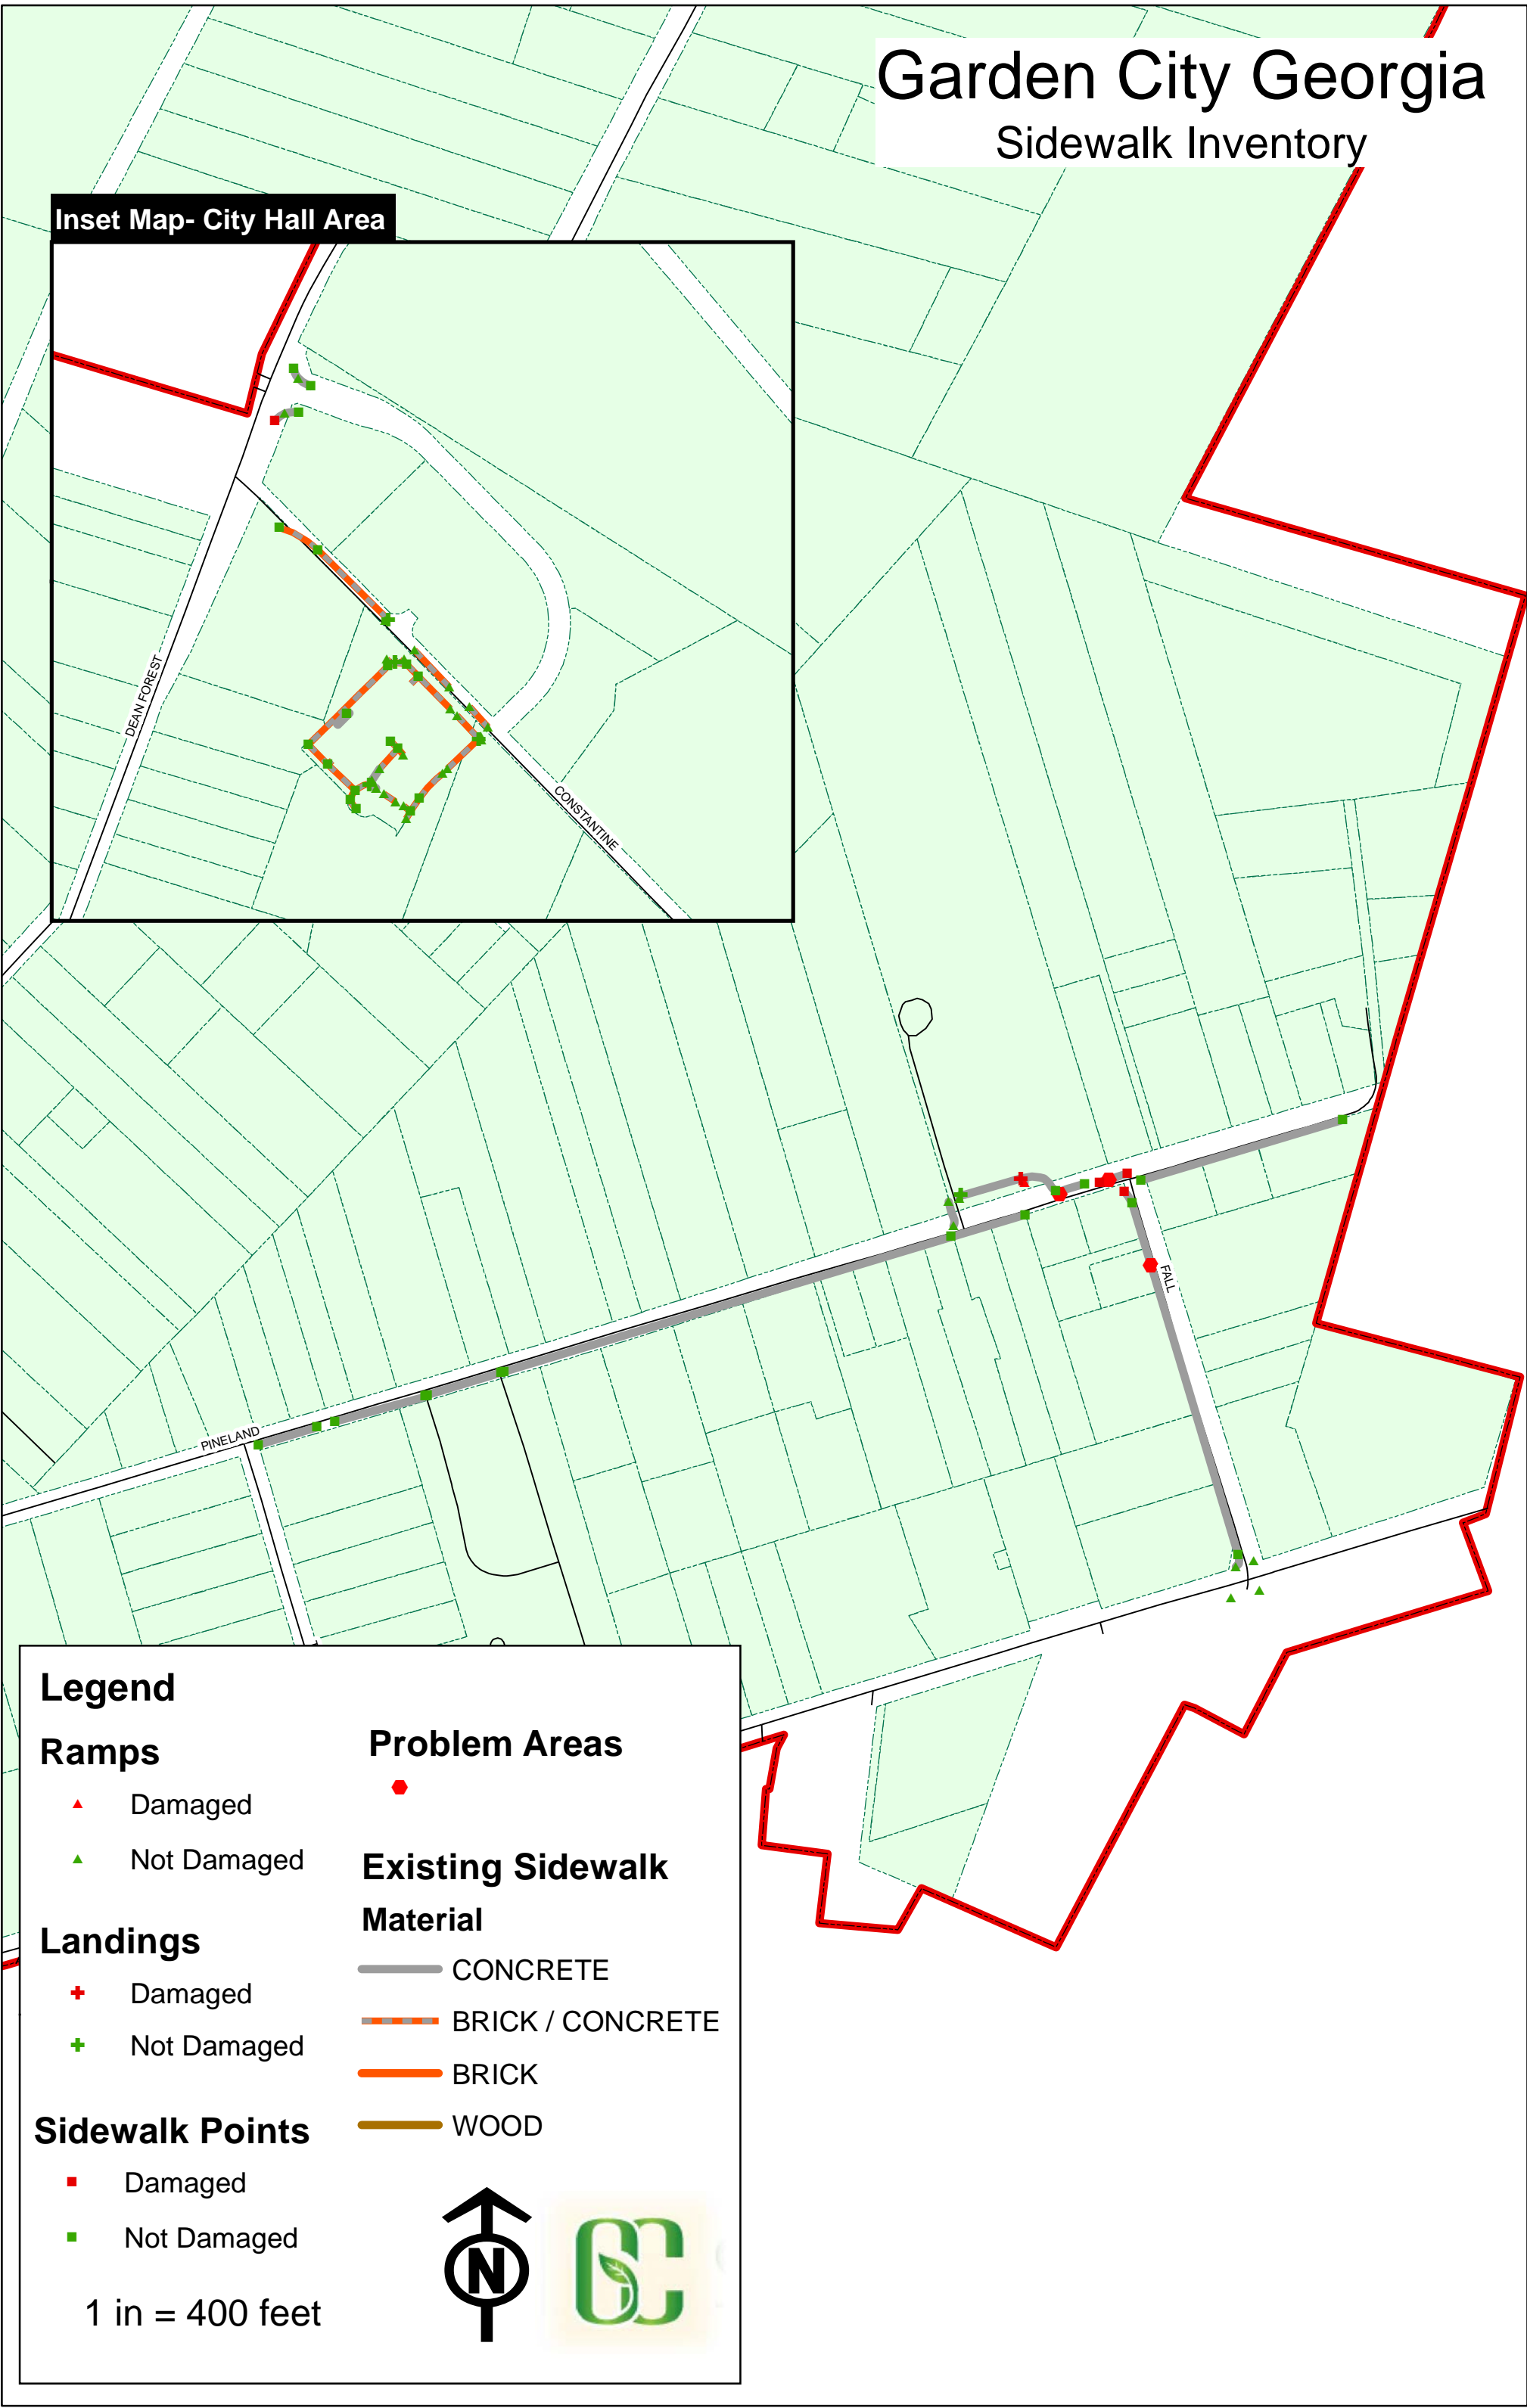 Garden City Georgia
Sidewalk Inventory
Inset Map- City Hall Area
DEAN FOREST
CONSTANTINE
FALL
PINELAND
Legend
Ramps
Damaged
Not Damaged
Landings
Damaged
Not Damaged
Sidewalk Points
Damaged
Not Damaged
1 in = 400 feet
Problem Areas
Existing Sidewalk
Material
CONCRETE
BRICK / CONCRETE
BRICK
WOOD
N
GC